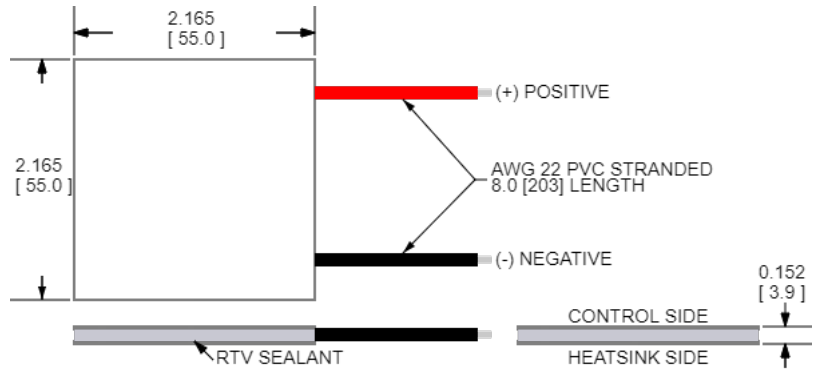 2.165
[ 55.0 ]
(+) POSITIVE
2.165
[ 55.0 ]
AWG 22 PVC STRANDED
8.0 [203] LENGTH
(-) NEGATIVE
0.152
[ 3.9 ]
CONTROL SIDE
RTV SEALANT
HEATSINK SIDE